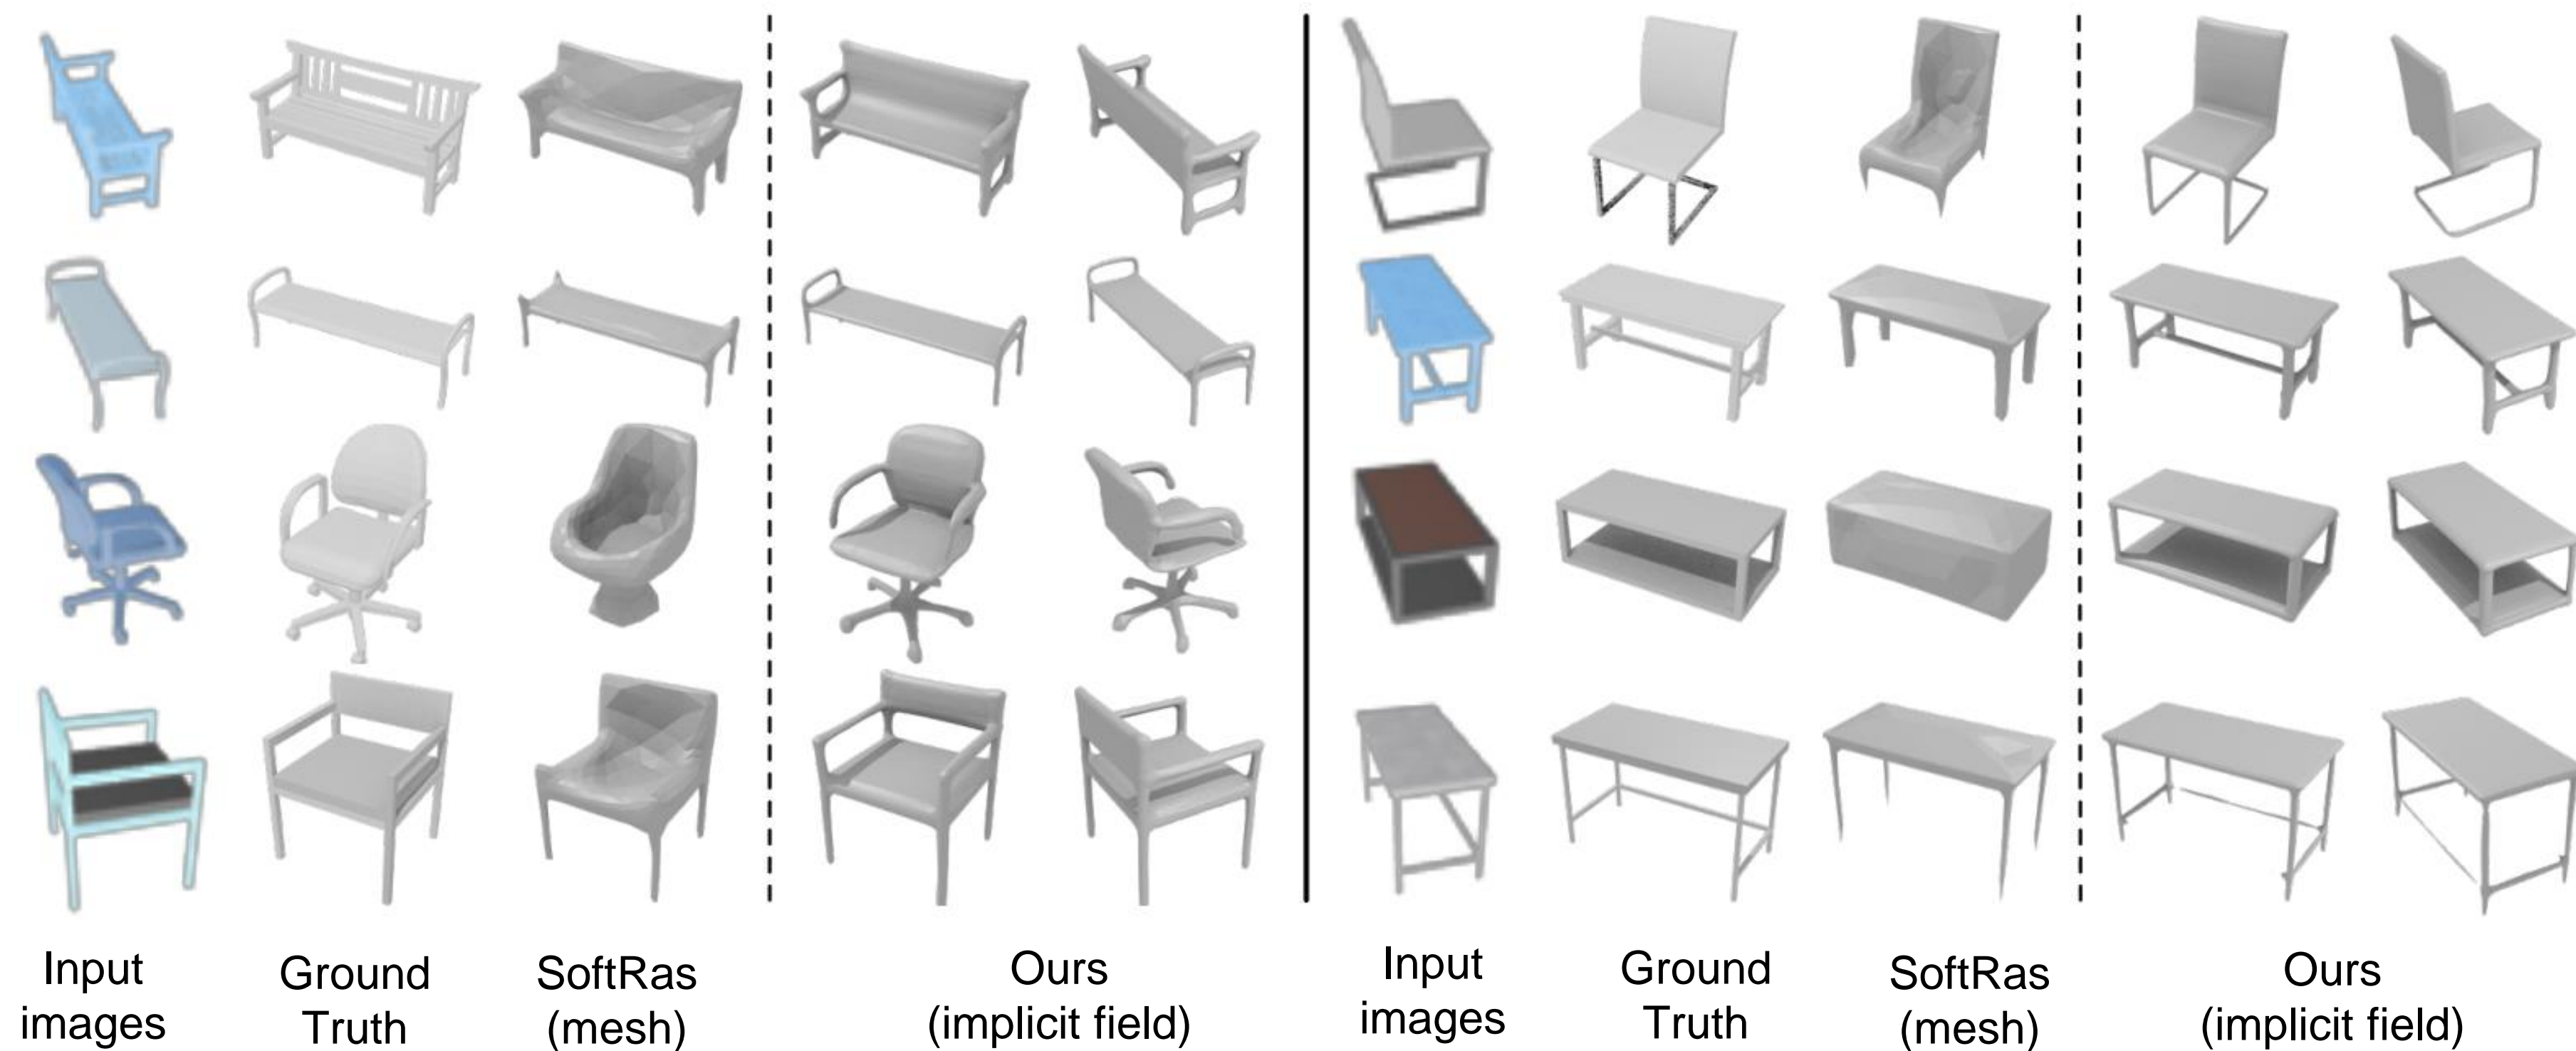 Input
images
Ground
Truth
SoftRas
(mesh)
Ours
(implicit field)
Input
images
Ground
Truth
SoftRas
(mesh)
Ours
(implicit field)